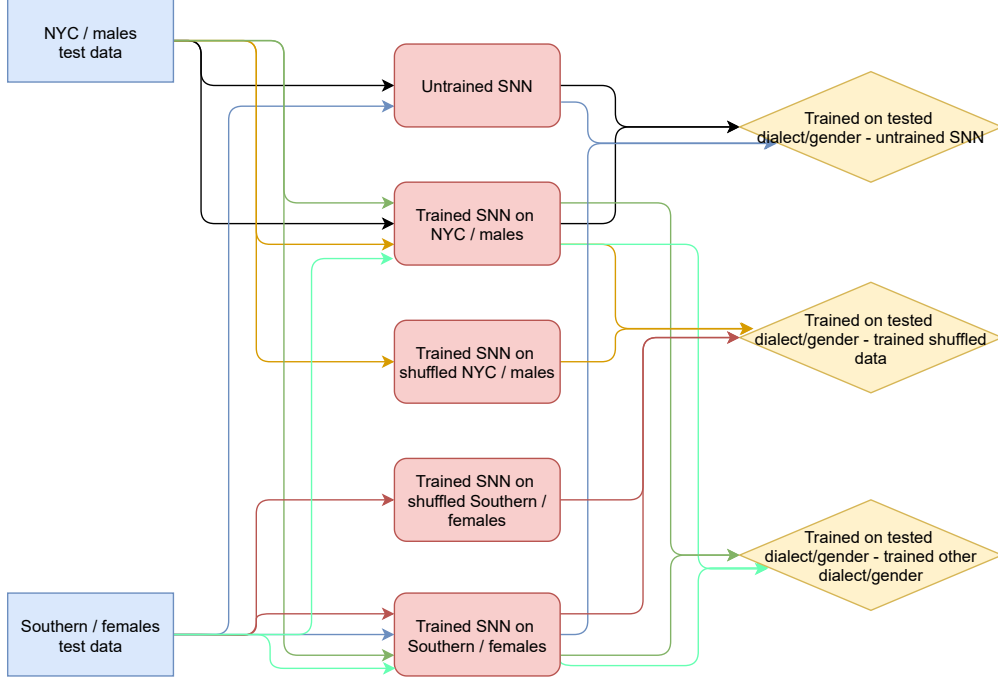 NYC / males
test data
Untrained SNN
Trained on tested
dialect/gender - untrained SNN
Trained SNN on
NYC / males
Trained SNN on
shuffled NYC / males
Trained on tested
dialect/gender - trained shuffled
data
Trained SNN on
shuffled Southern /
females
Trained on tested
dialect/gender - trained other
dialect/gender
Southern / females
test data
Trained SNN on
Southern / females